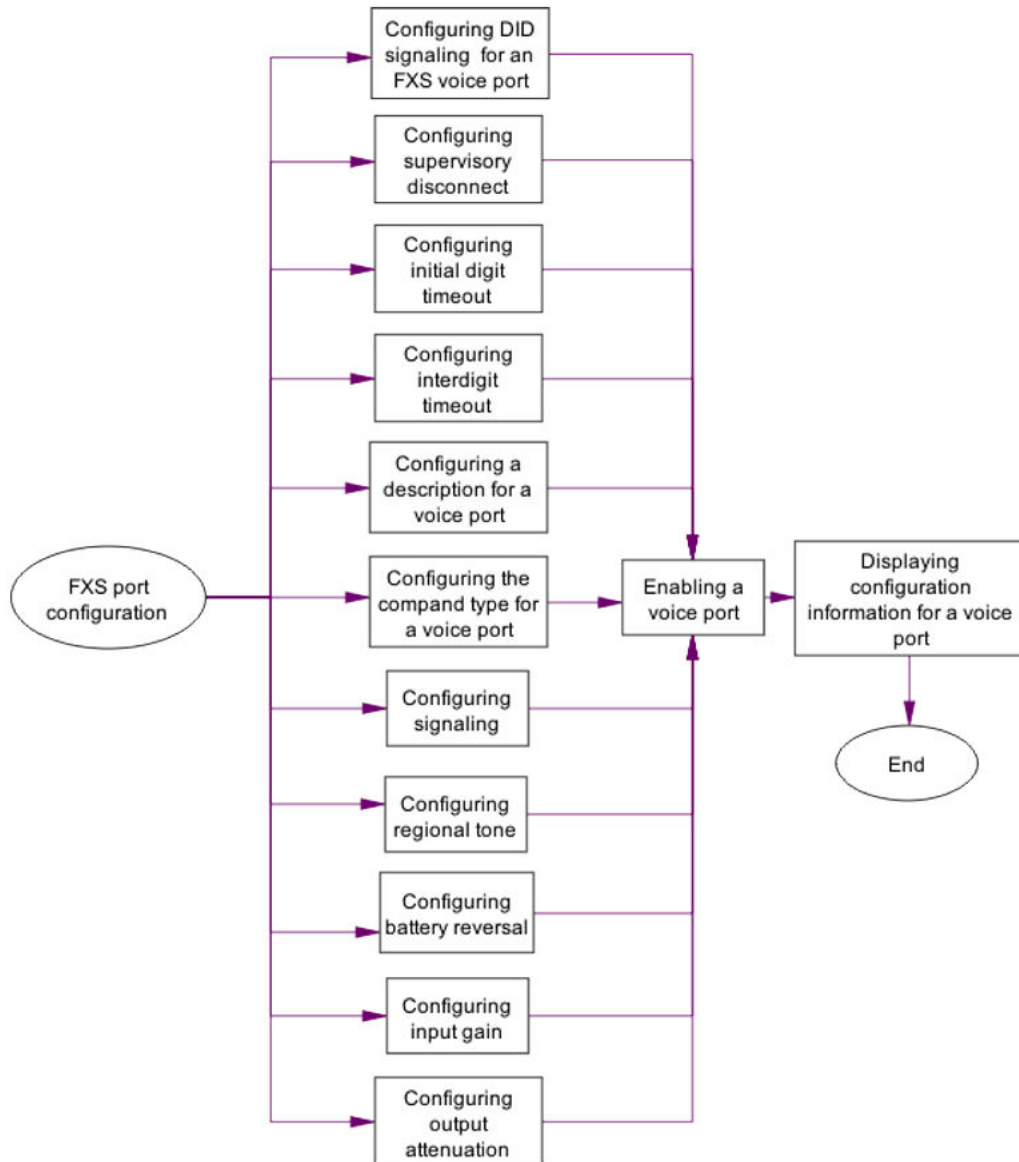 Configuring DID
signaling for an
FXS voice port
Configuring
supervisory
disconnect
Configuring
initial digit
timeout
Configuring
interdigit
timeout
Configuring a
description for a
voice port
FXS port
configuration
Configuring the
compand type for
a voice port
Enabling a
voice port
Displaying
configuration
information for a voice
port
Configuring
signaling
End
Configuring
regional tone
Configuring
battery reversal
Configuring
input gain
Configuring
output
attenuation